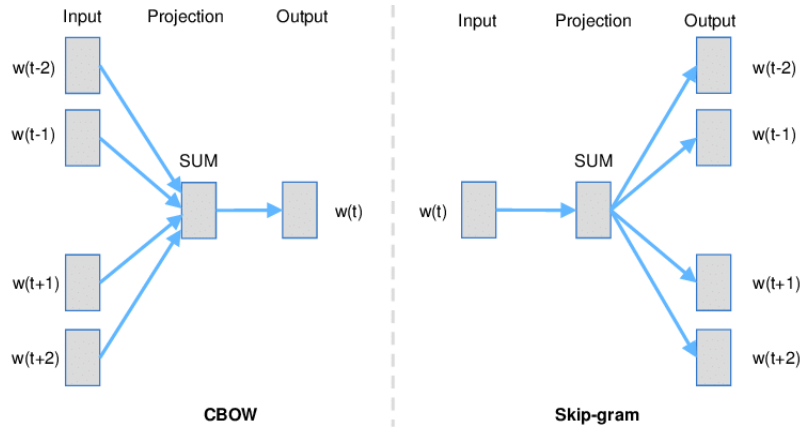 Input Projection Output
w(t-2)
w(t-1)
SUM
w(t)
w(t+1)
w(t+2)
CBOW
Input Projection Output
w(t-2)
w(t-1)
SUM
w(t)
w(t+1)
w(t+2)
Skip-gram